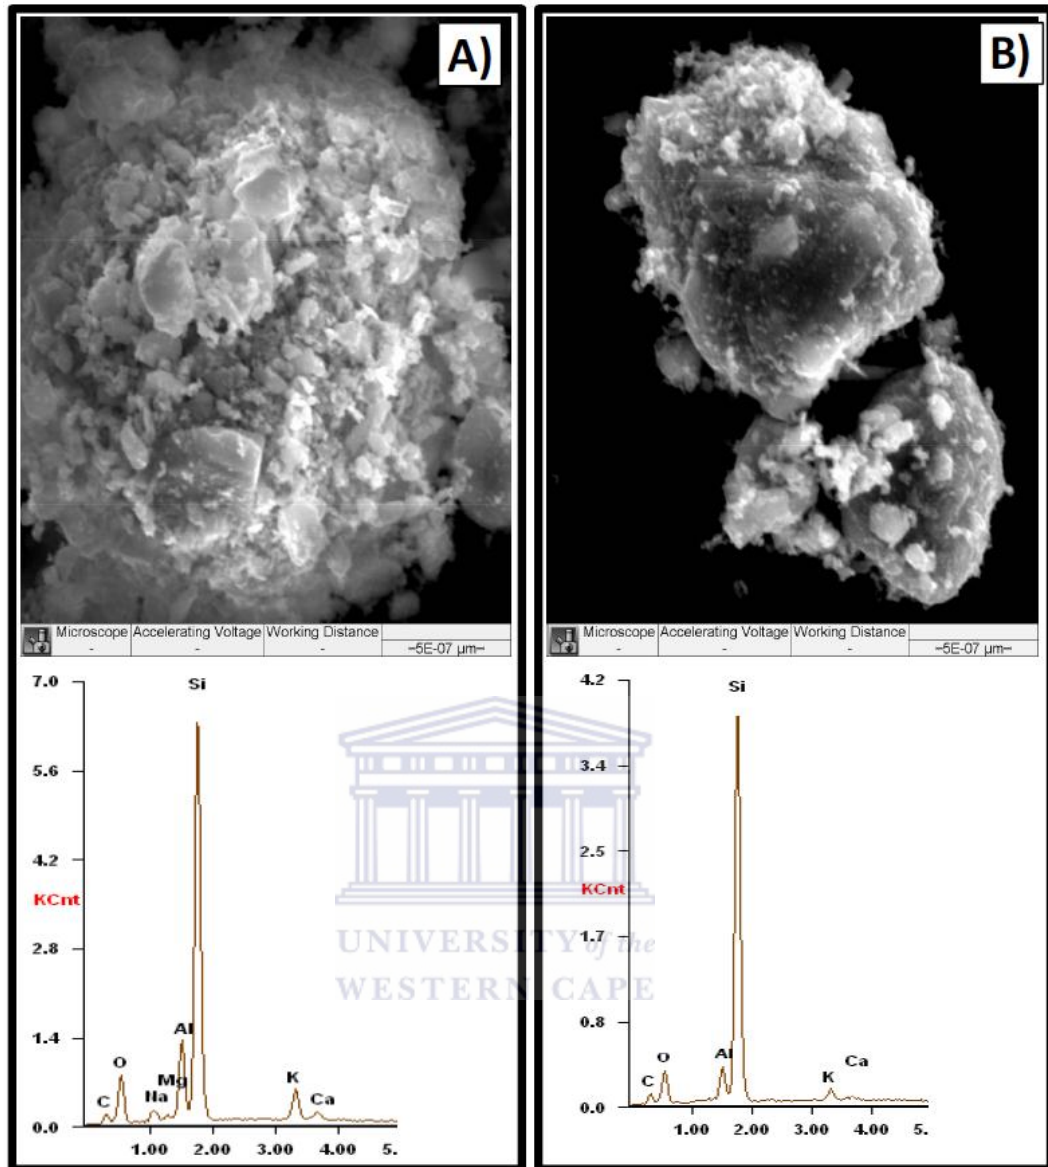 A)
Microscope Accelerating Voltage Working Distance
- - - –5E-07 µm–
7.0
5.6
4.2
KCnt
2.8
1.4
0.0
Si
Al
O
Mg
C
Na
K
Ca
1.00 2.00 3.00 4.00 5.
B)
Microscope Accelerating Voltage Working Distance
- - - –5E-07 µm–
4.2
3.4
2.5
KCnt
1.7
0.8
0.0
Si
Al
O
C
K
Ca
1.00 2.00 3.00 4.00 5.
UNIVERSITY of the
WESTERN CAPE